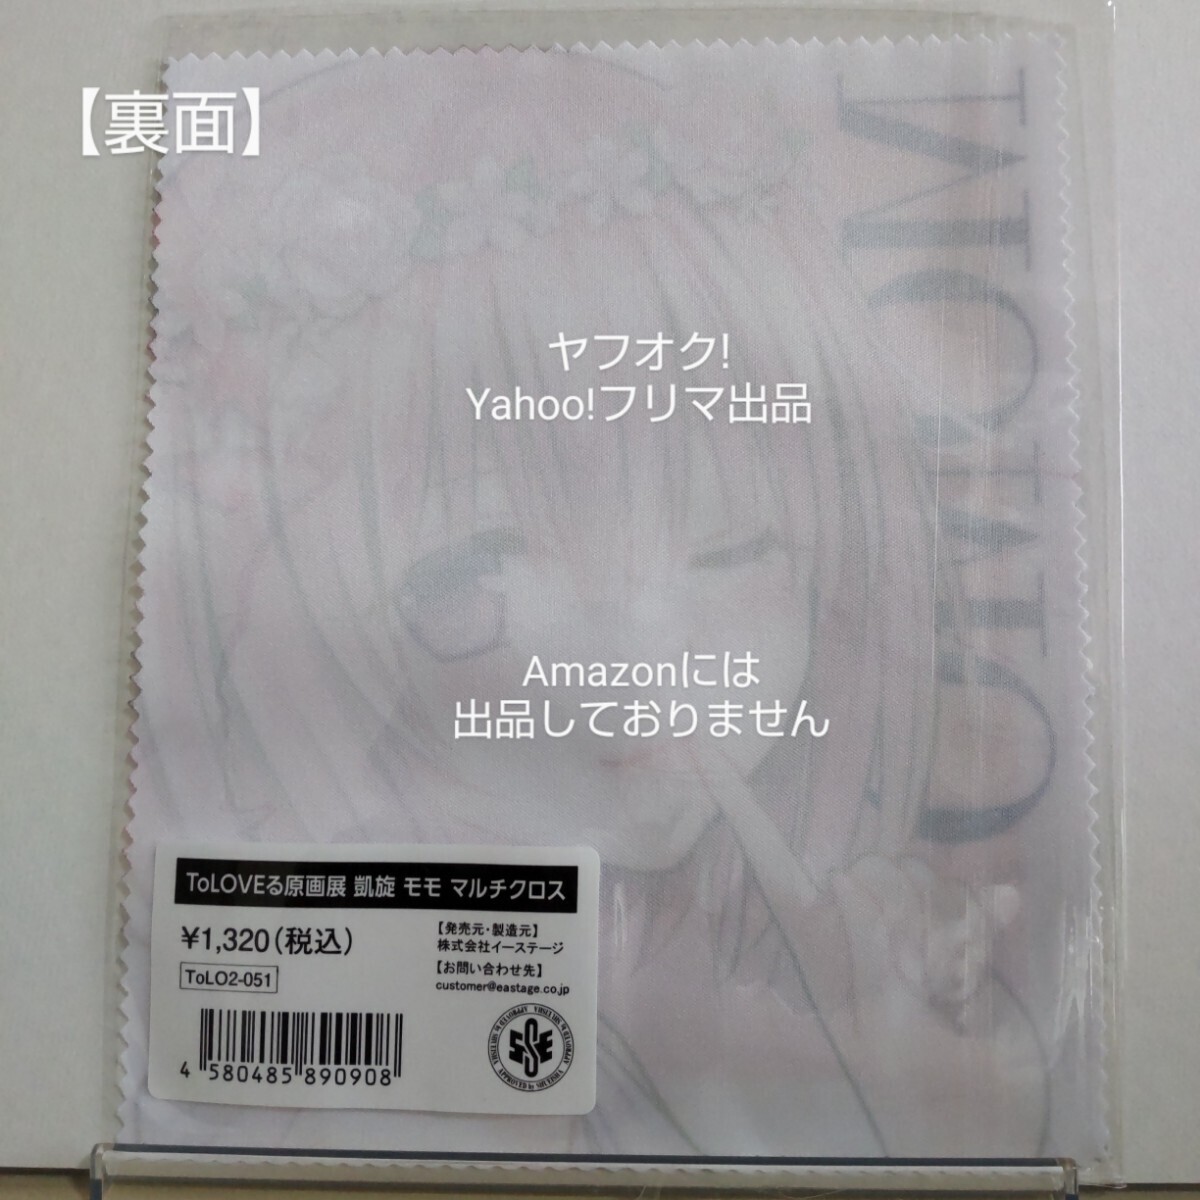 【裏面】
ヤフオク!
Yahoo!フリマ出品
Amazonには
出品しておりません
ToLOVEる原画展 凱旋 モモ マルチクロス
¥1,320(税込)
ToLO2-051
【発売元・製造元】
株式会社イーステージ
【お問い合わせ先】
customer@eastage.co.jp
4 580485 890908